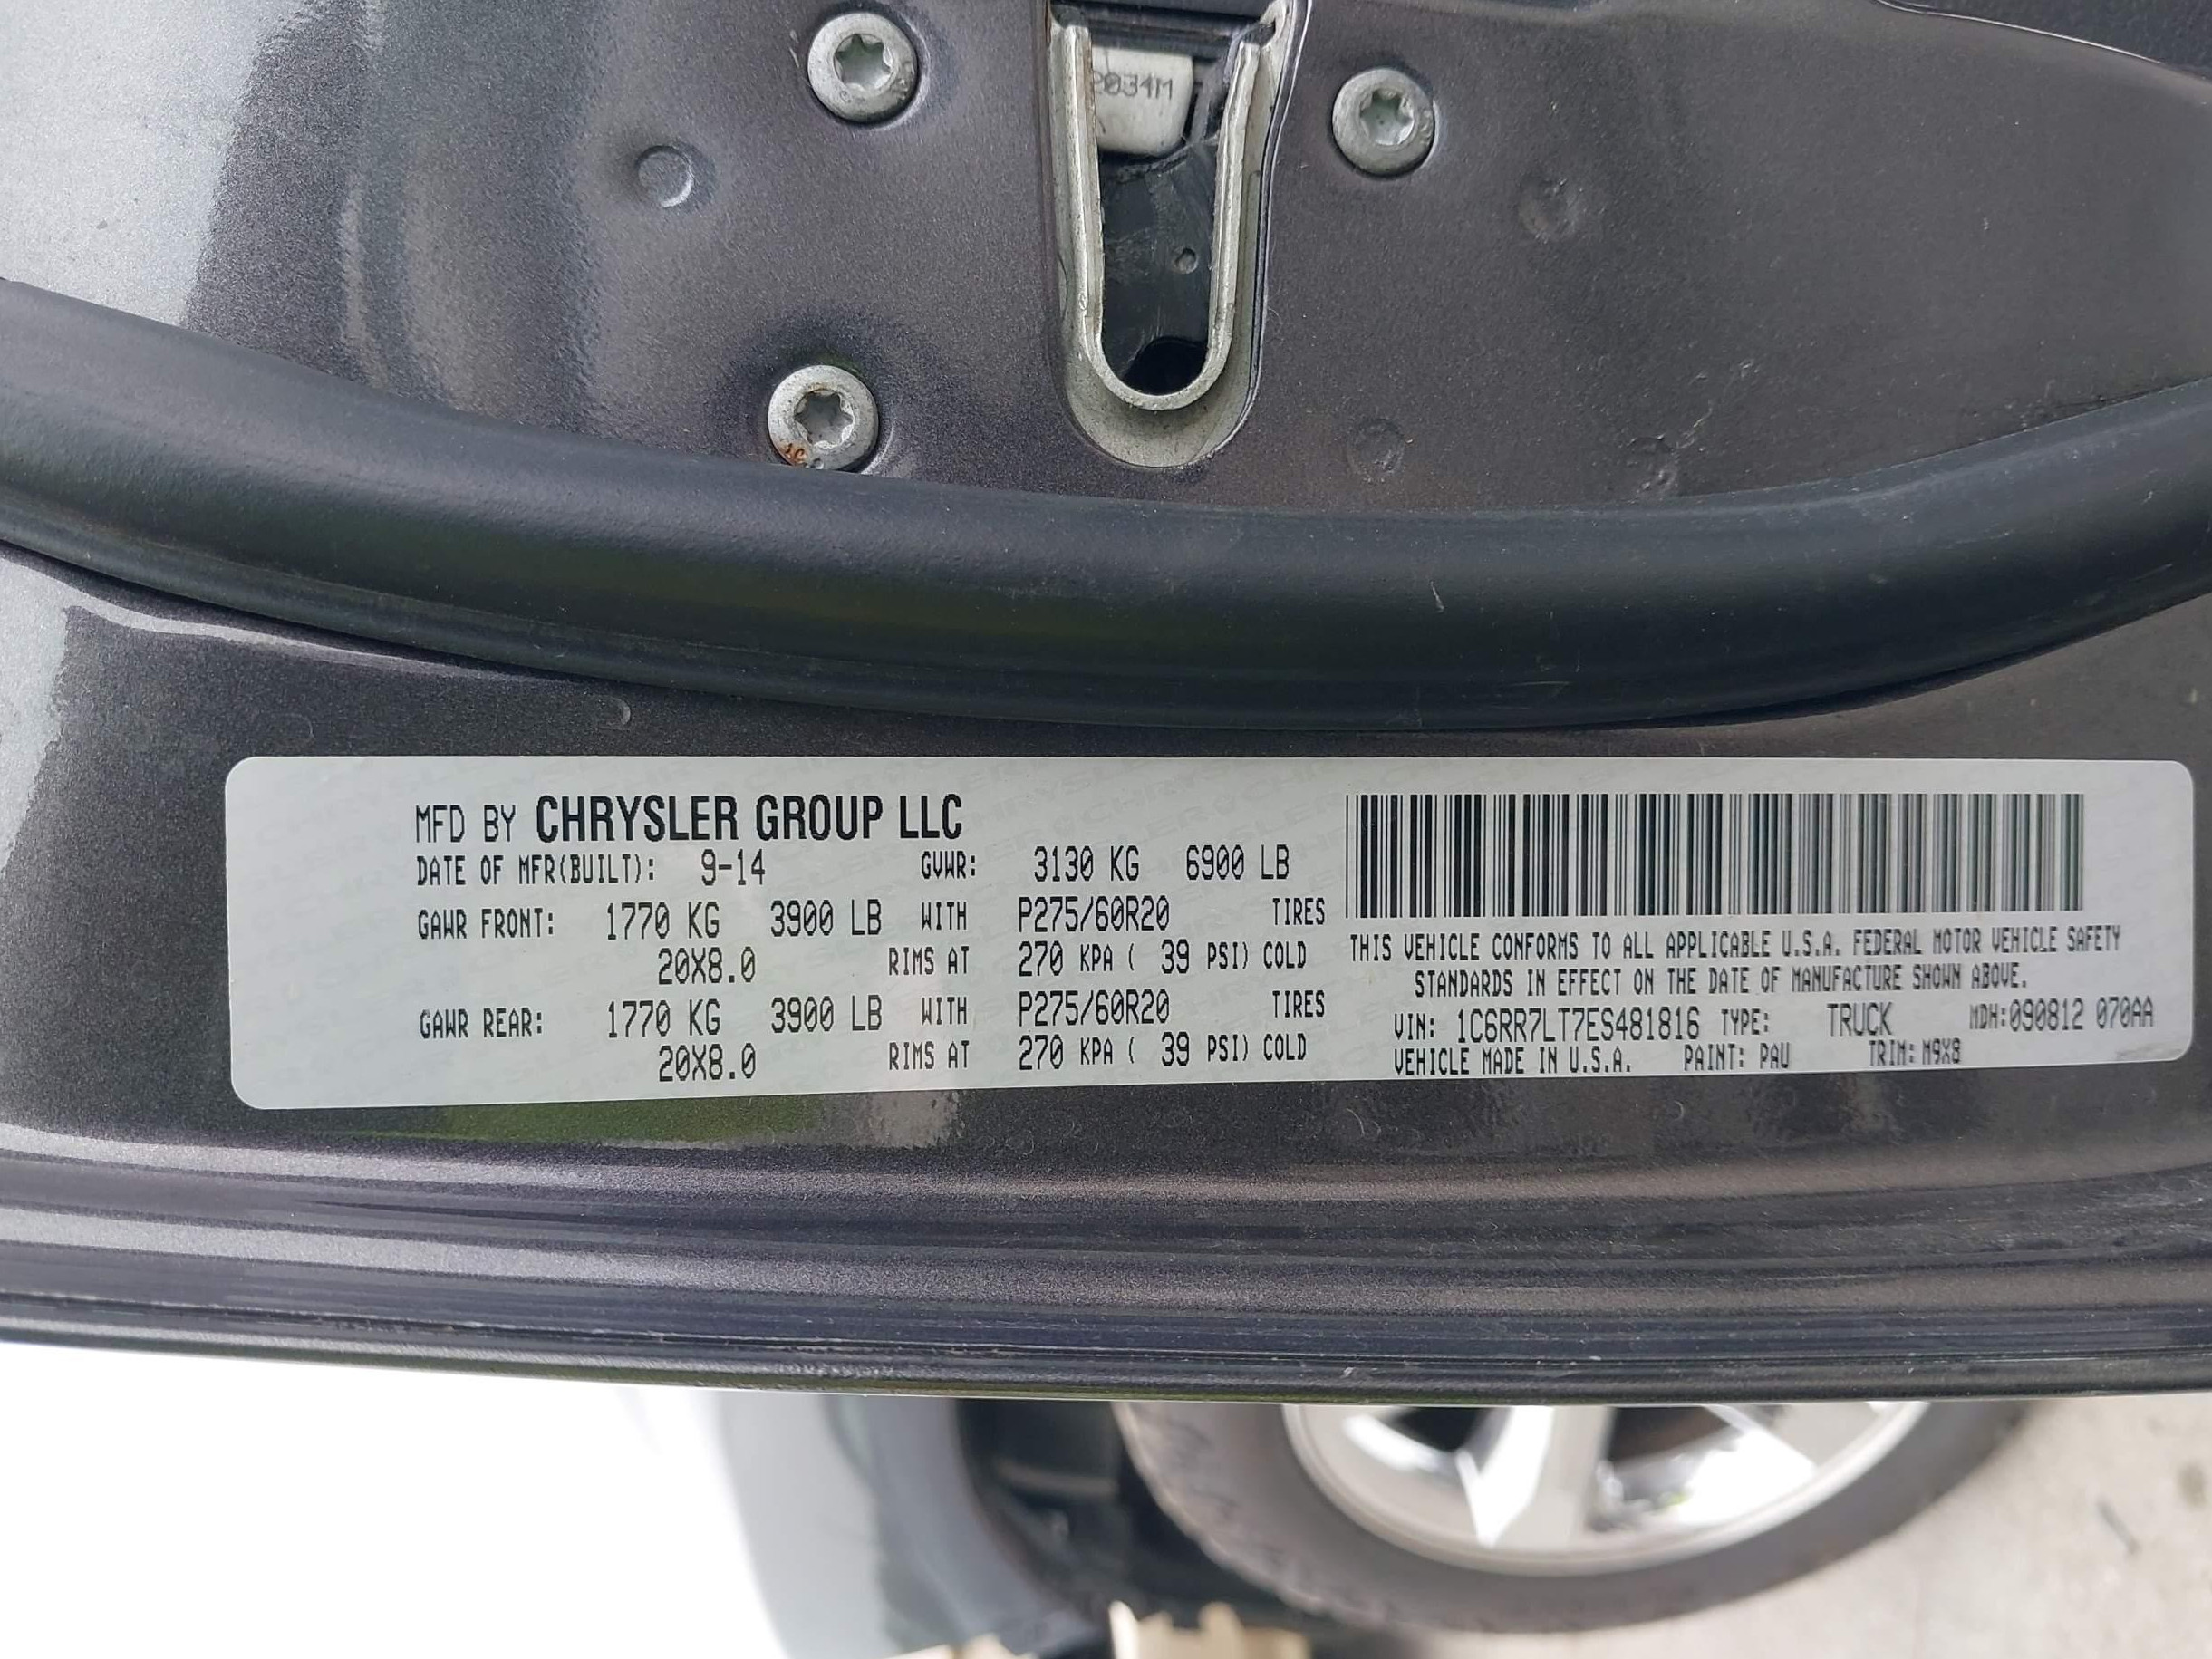 2034M
MFD BY CHRYSLER GROUP LLC
DATE OF MFR(BUILT): 9-14 GVWR: 3130 KG 6900 LB
GAWR FRONT: 1770 KG 3900 LB WITH P275/60R20 TIRES
20X8.0 RIMS AT 270 KPA ( 39 PSI) COLD
GAWR REAR: 1770 KG 3900 LB WITH P275/60R20 TIRES
20X8.0 RIMS AT 270 KPA ( 39 PSI) COLD
THIS VEHICLE CONFORMS TO ALL APPLICABLE U.S.A. FEDERAL MOTOR VEHICLE SAFETY
STANDARDS IN EFFECT ON THE DATE OF MANUFACTURE SHOWN ABOVE.
VIN: 1C6RR7LT7ES481816 TYPE: TRUCK MDH:090812 070AA
VEHICLE MADE IN U.S.A. PAINT: PAU TRIM: M9X8